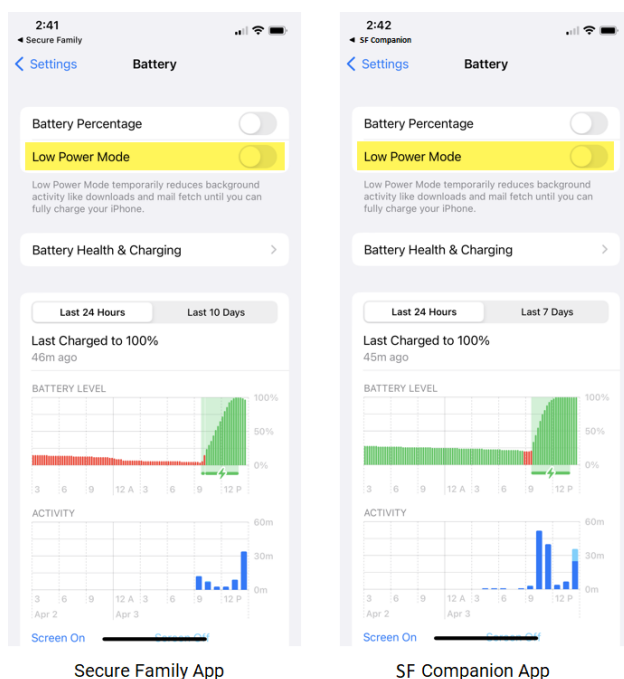 2:41
◄ Secure Family
Settings
Battery
Battery Percentage
Low Power Mode
Low Power Mode temporarily reduces background
activity like downloads and mail fetch until you can
fully charge your iPhone.
Battery Health & Charging
Last 24 Hours
Last 10 Days
Last Charged to 100%
46m ago
BATTERY LEVEL
100%
50%
0%
3 6 9 12 A 3 6 9 12 P
ACTIVITY
60m
30m
0m
3 6 9 12 A 3 6 9 12 P
Apr 2 Apr 3
Screen On Screen Off
Secure Family App
2:42
◄ SF Companion
Settings
Battery
Battery Percentage
Low Power Mode
Low Power Mode temporarily reduces background
activity like downloads and mail fetch until you can
fully charge your iPhone.
Battery Health & Charging
Last 24 Hours
Last 7 Days
Last Charged to 100%
45m ago
BATTERY LEVEL
100%
50%
0%
3 6 9 12 A 3 6 9 12 P
ACTIVITY
60m
30m
0m
3 6 9 12 A 3 6 9 12 P
Apr 2 Apr 3
Screen On Screen Off
SF Companion App